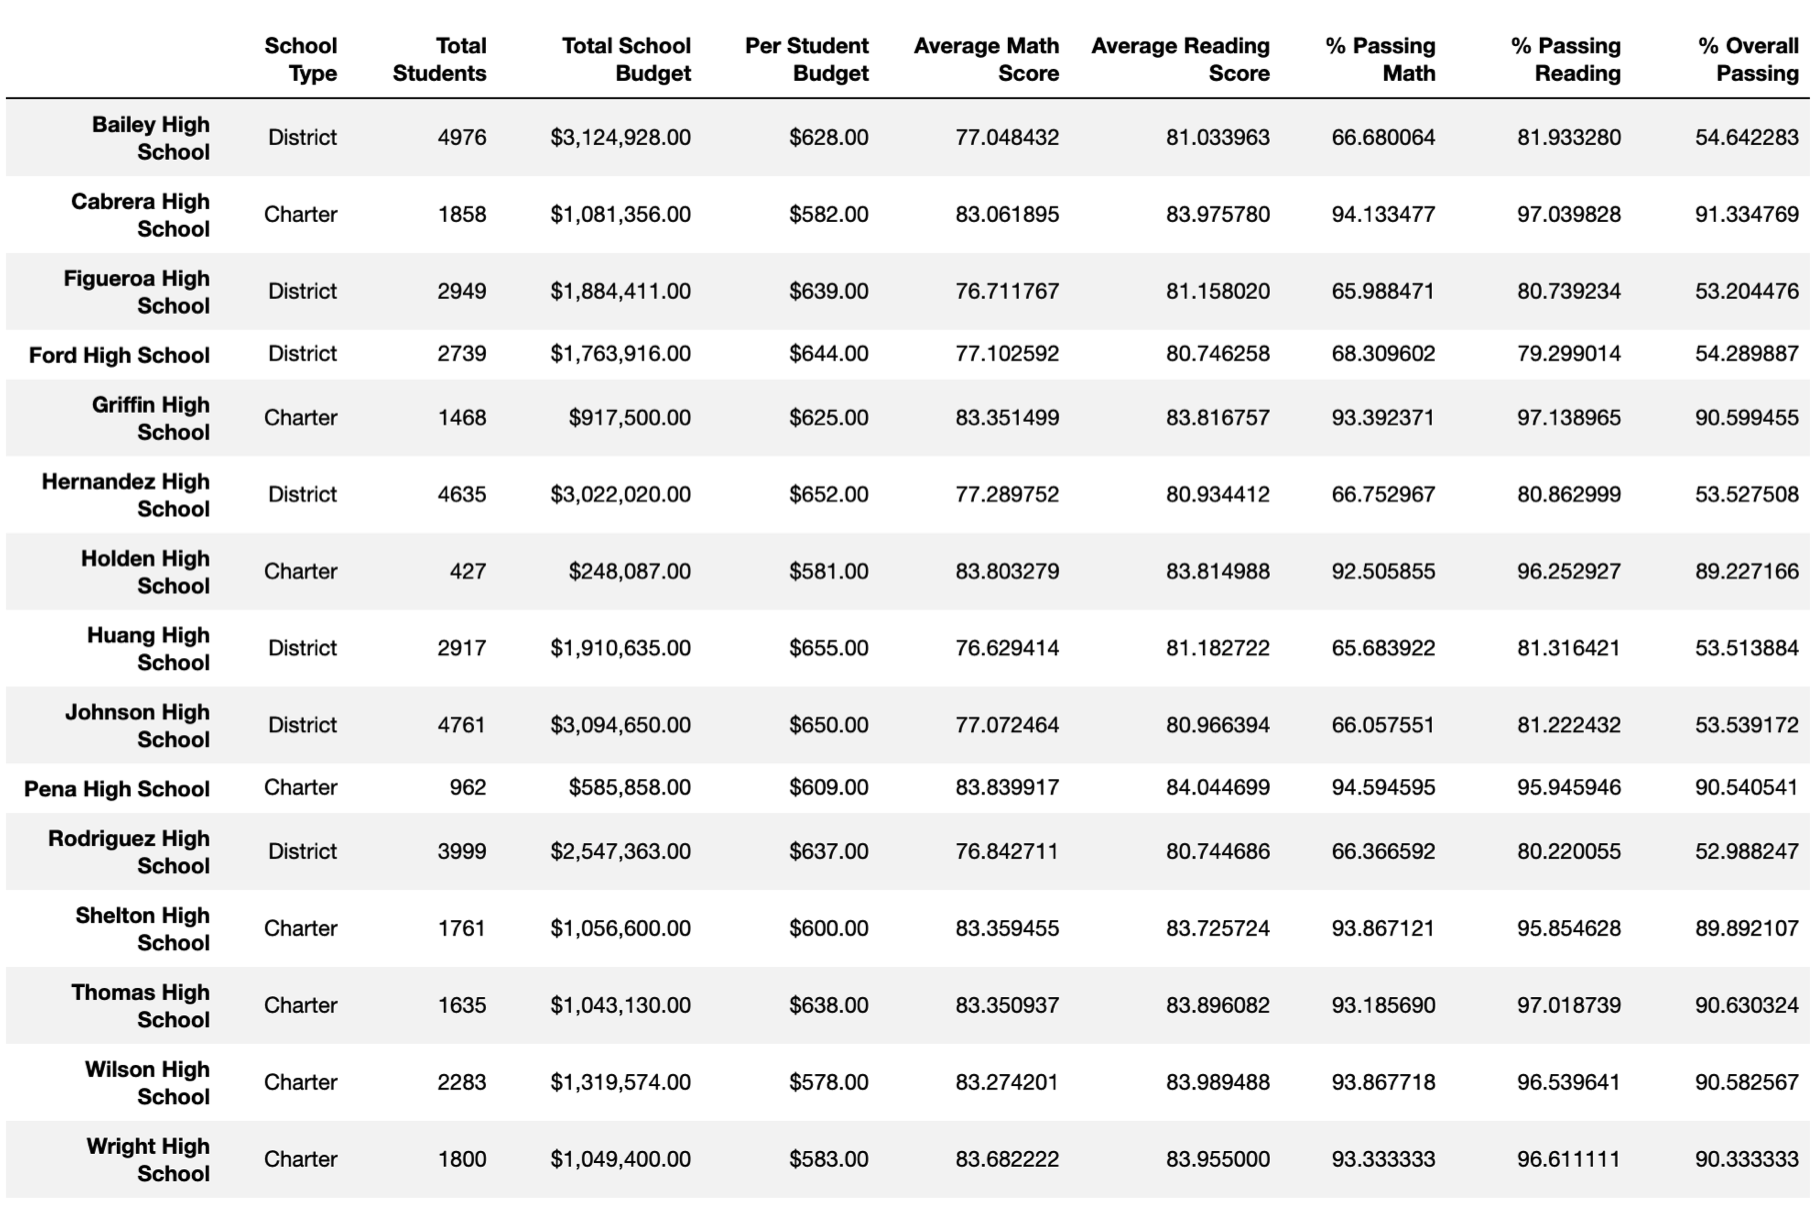 School Type Total Students Total School Budget Per Student Budget Average Math Score Average Reading Score % Passing Math % Passing Reading % Overall Passing
Bailey High School District 4976 $3,124,928.00 $628.00 77.048432 81.033963 66.680064 81.933280 54.642283
Cabrera High School Charter 1858 $1,081,356.00 $582.00 83.061895 83.975780 94.133477 97.039828 91.334769
Figueroa High School District 2949 $1,884,411.00 $639.00 76.711767 81.158020 65.988471 80.739234 53.204476
Ford High School District 2739 $1,763,916.00 $644.00 77.102592 80.746258 68.309602 79.299014 54.289887
Griffin High School Charter 1468 $917,500.00 $625.00 83.351499 83.816757 93.392371 97.138965 90.599455
Hernandez High School District 4635 $3,022,020.00 $652.00 77.289752 80.934412 66.752967 80.862999 53.527508
Holden High School Charter 427 $248,087.00 $581.00 83.803279 83.814988 92.505855 96.252927 89.227166
Huang High School District 2917 $1,910,635.00 $655.00 76.629414 81.182722 65.683922 81.316421 53.513884
Johnson High School District 4761 $3,094,650.00 $650.00 77.072464 80.966394 66.057551 81.222432 53.539172
Pena High School Charter 962 $585,858.00 $609.00 83.839917 84.044699 94.594595 95.945946 90.540541
Rodriguez High School District 3999 $2,547,363.00 $637.00 76.842711 80.744686 66.366592 80.220055 52.988247
Shelton High School Charter 1761 $1,056,600.00 $600.00 83.359455 83.725724 93.867121 95.854628 89.892107
Thomas High School Charter 1635 $1,043,130.00 $638.00 83.350937 83.896082 93.185690 97.018739 90.630324
Wilson High School Charter 2283 $1,319,574.00 $578.00 83.274201 83.989488 93.867718 96.539641 90.582567
Wright High School Charter 1800 $1,049,400.00 $583.00 83.682222 83.955000 93.333333 96.611111 90.333333